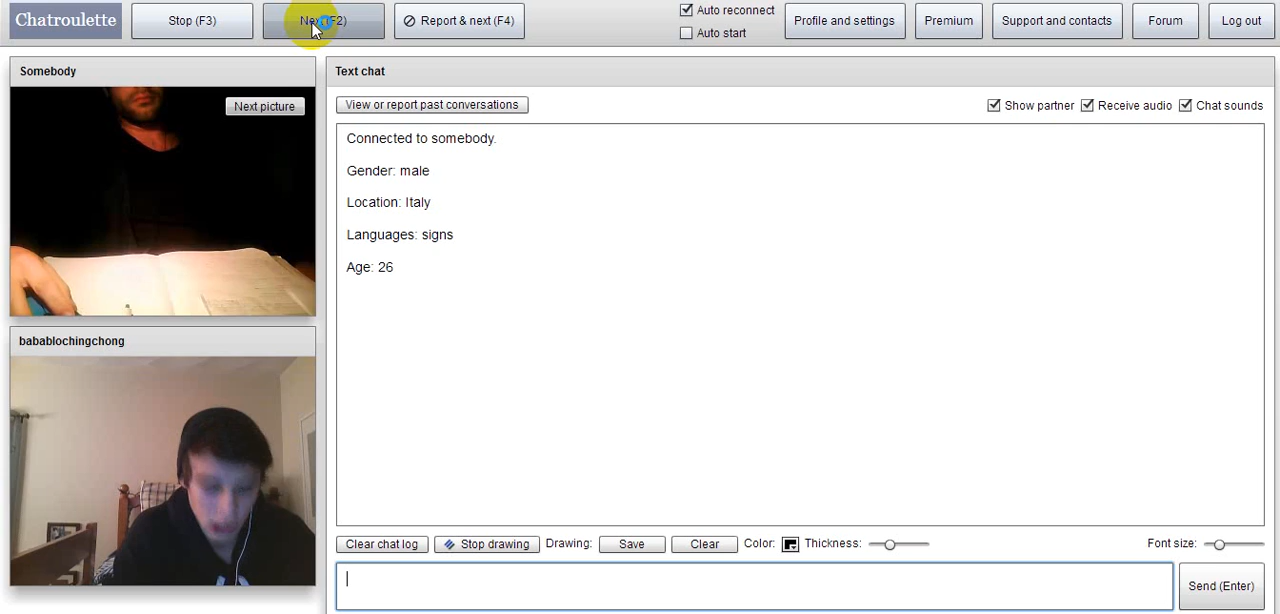 Chatroulette
Stop (F3)
Next (F2)
Report & next (F4)
Auto reconnect
Auto start
Profile and settings
Premium
Support and contacts
Forum
Log out
Somebody
Next picture
babablochingchong
Text chat
View or report past conversations
Show partner
Receive audio
Chat sounds
Connected to somebody.
Gender: male
Location: Italy
Languages: signs
Age: 26
Clear chat log
Stop drawing
Drawing:
Save
Clear
Color:
Thickness:
Font size:
Send (Enter)